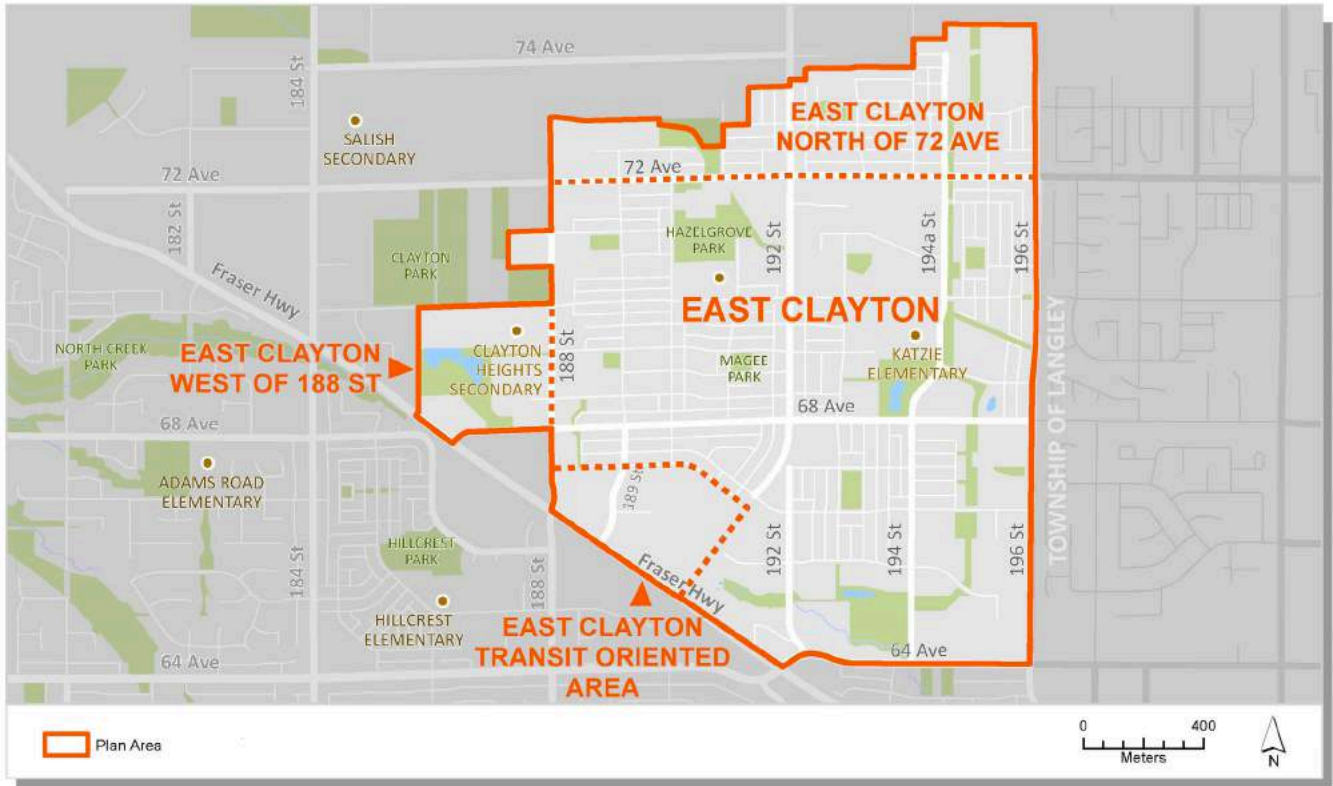 74 Ave
184 St
SALISH
SECONDARY
EAST CLAYTON
NORTH OF 72 AVE
72 Ave
72 Ave
182 St
CLAYTON
PARK
HAZELGROVE
PARK
192 St
194a St
196 St
Fraser Hwy
EAST CLAYTON
NORTH CREEK
PARK
EAST CLAYTON
WEST OF 188 ST
CLAYTON
HEIGHTS
SECONDARY
188 St
MAGEE
PARK
KATZIE
ELEMENTARY
TOWNSHIP OF LANGLEY
68 Ave
68 Ave
ADAMS ROAD
ELEMENTARY
189 St
HILLCREST
PARK
184 St
188 St
192 St
194 St
196 St
Fraser Hwy
HILLCREST
ELEMENTARY
EAST CLAYTON
TRANSIT ORIENTED
AREA
64 Ave
64 Ave
Plan Area
0 400
Meters
N